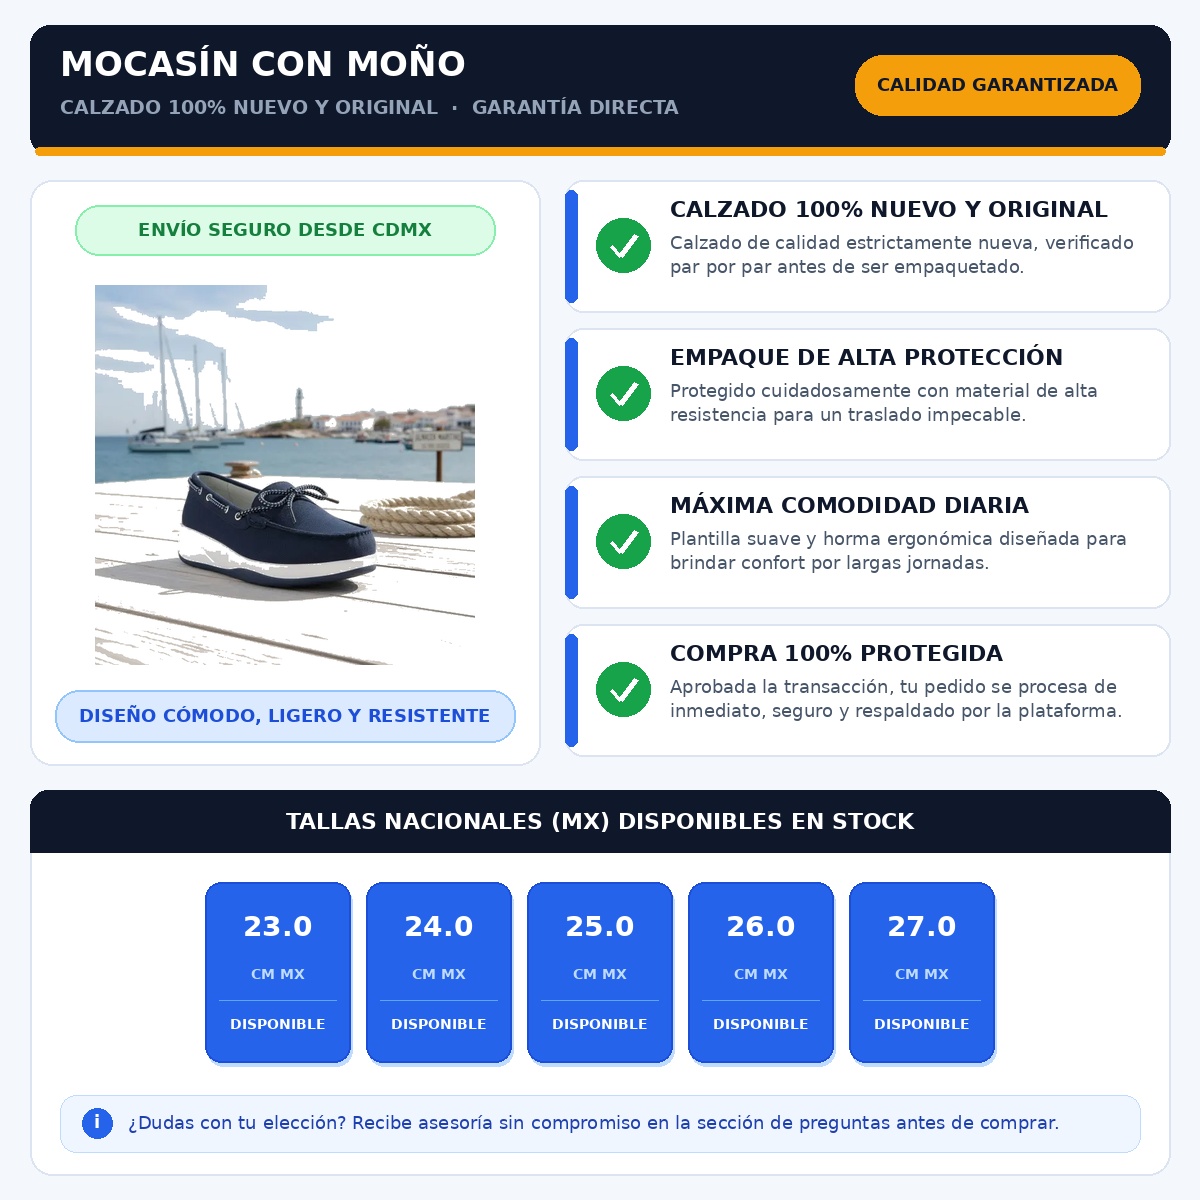 MOCASÍN CON MOÑO
CALZADO 100% NUEVO Y ORIGINAL · GARANTÍA DIRECTA
CALIDAD GARANTIZADA
ENVÍO SEGURO DESDE CDMX
DISEÑO CÓMODO, LIGERO Y RESISTENTE
CALZADO 100% NUEVO Y ORIGINAL
Calzado de calidad estrictamente nueva, verificado
par por par antes de ser empaquetado.
EMPAQUE DE ALTA PROTECCIÓN
Protegido cuidadosamente con material de alta
resistencia para un traslado impecable.
MÁXIMA COMODIDAD DIARIA
Plantilla suave y horma ergonómica diseñada para
brindar confort por largas jornadas.
COMPRA 100% PROTEGIDA
Aprobada la transacción, tu pedido se procesa de
inmediato, seguro y respaldado por la plataforma.
TALLAS NACIONALES (MX) DISPONIBLES EN STOCK
23.0
CM MX
DISPONIBLE
24.0
CM MX
DISPONIBLE
25.0
CM MX
DISPONIBLE
26.0
CM MX
DISPONIBLE
27.0
CM MX
DISPONIBLE
i ¿Dudas con tu elección? Recibe asesoría sin compromiso en la sección de preguntas antes de comprar.